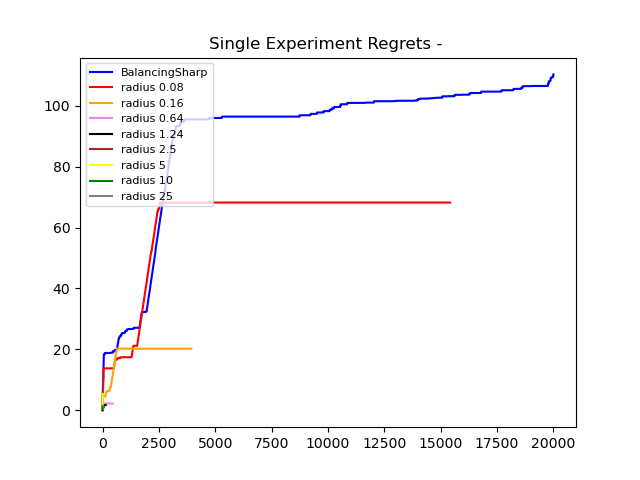 Single Experiment Regrets -
BalancingSharp
radius 0.08
radius 0.16
radius 0.64
radius 1.24
radius 2.5
radius 5
radius 10
radius 25
100
80
60
40
20
0
0 2500 5000 7500 10000 12500 15000 17500 20000